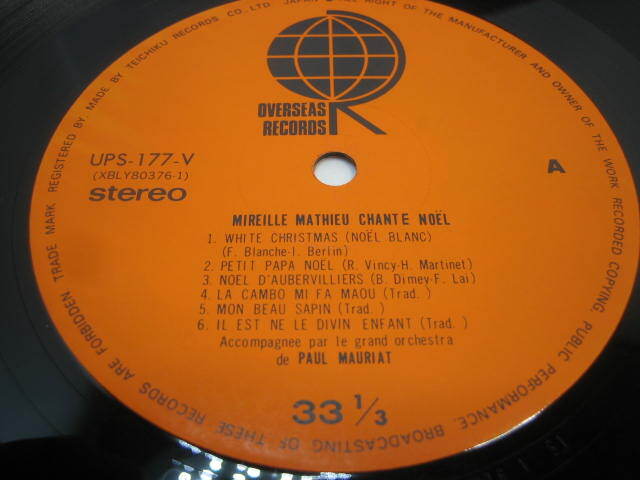 TRADE MARK REGISTERED BY. MADE BY TEICHIKU RECORDS CO., LTD. JAPAN ALL RIGHT OF THE MANUFACTURER AND OWNER OF THE WORK RECORDED COPYING, PUBLIC PERFORMANCE, BROADCASTING OF THESE RECORDS ARE FORBIDDEN
R
OVERSEAS
RECORDS
UPS-177-V
(XBLY80376-1)
stereo
A
MIREILLE MATHIEU CHANTE NOËL
1. WHITE CHRISTMAS (NOËL BLANC)
(F. Blanche-I. Berlin)
2. PETIT PAPA NOËL (R. Vincy-H. Martinet)
3. NOEL D'AUBERVILLIERS (B. Dimey-F. Lai)
4. LA CAMBO MI FA MAOU (Trad. )
5. MON BEAU SAPIN (Trad. )
6. IL EST NE LE DIVIN ENFANT (Trad. )
Accompagnee par le grand orchestra
de PAUL MAURIAT
33 1/3